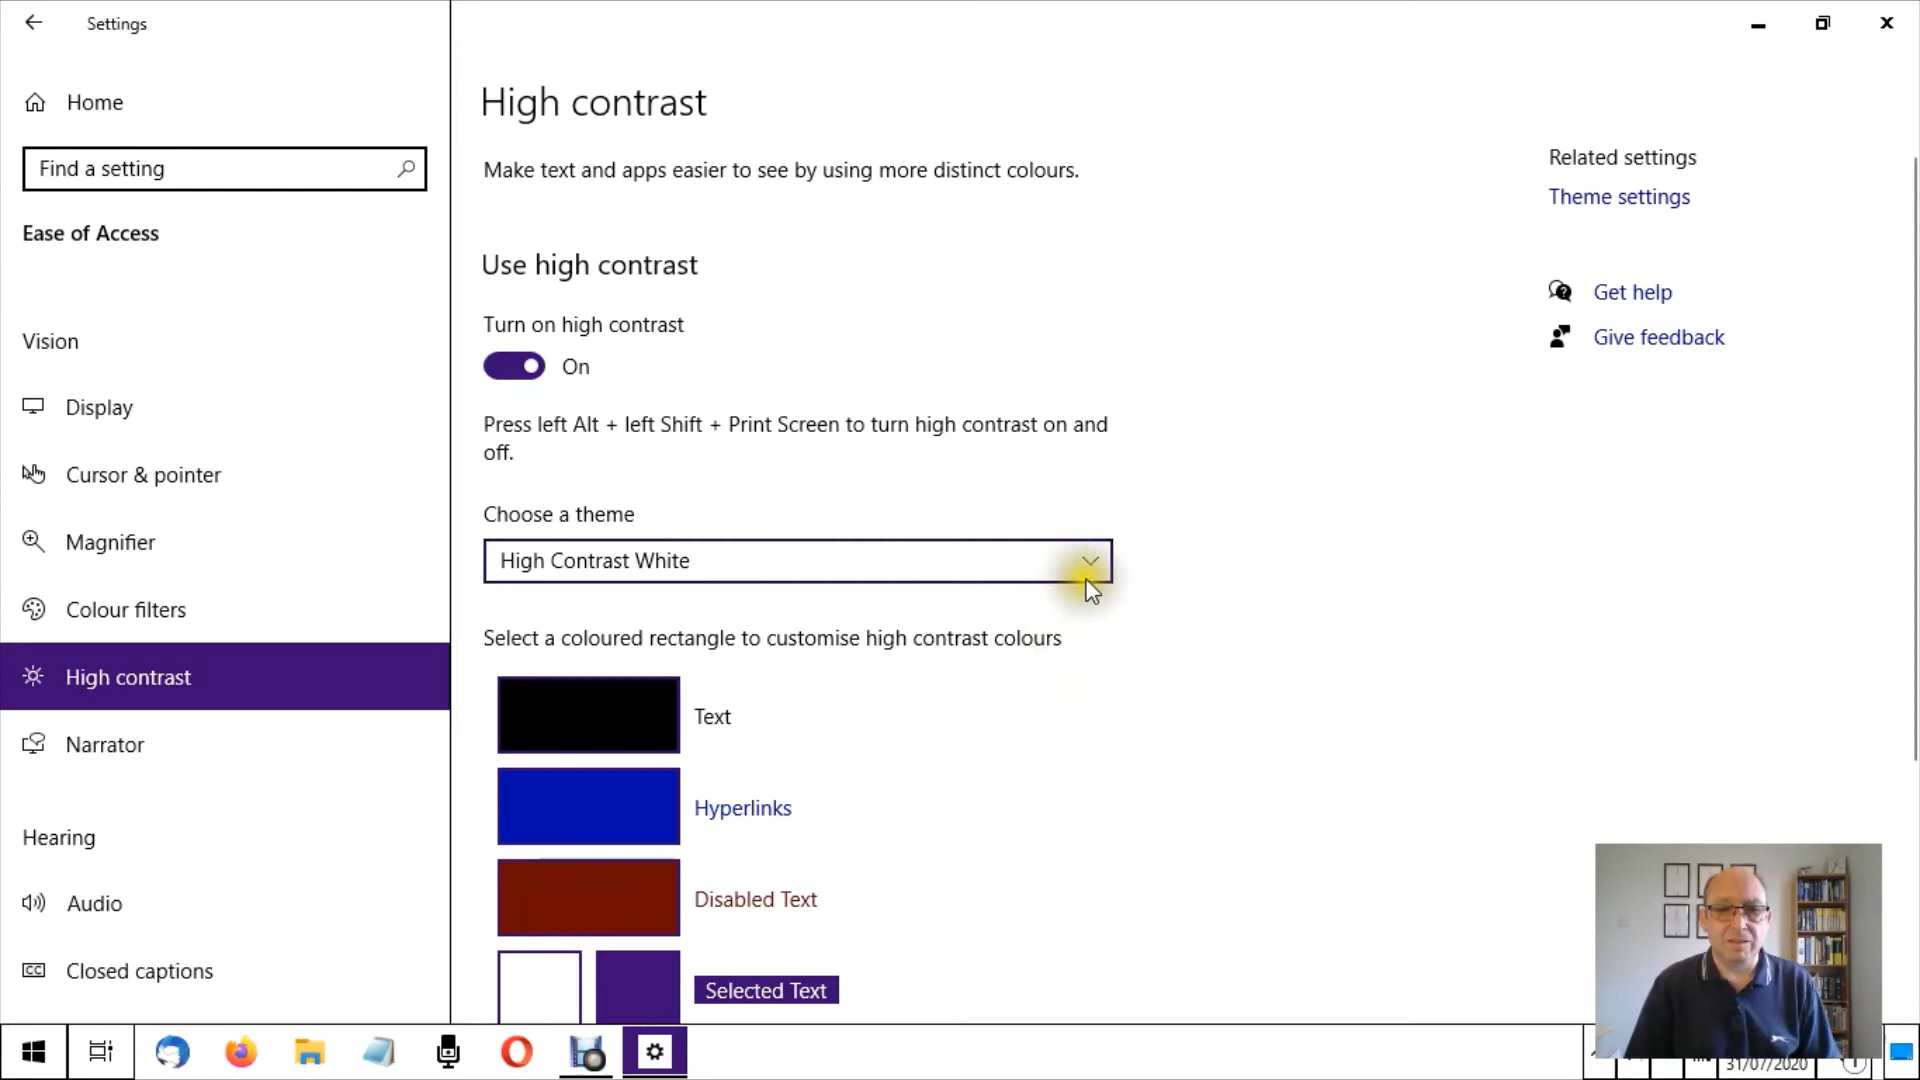 Settings
Home
Find a setting
Ease of Access
Vision
Display
Cursor & pointer
Magnifier
Colour filters
High contrast
Narrator
Hearing
Audio
Closed captions
High contrast
Make text and apps easier to see by using more distinct colours.
Use high contrast
Turn on high contrast
On
Press left Alt + left Shift + Print Screen to turn high contrast on and
off.
Choose a theme
High Contrast White
Select a coloured rectangle to customise high contrast colours
Text
Hyperlinks
Disabled Text
Selected Text
Related settings
Theme settings
Get help
Give feedback
31/07/2020